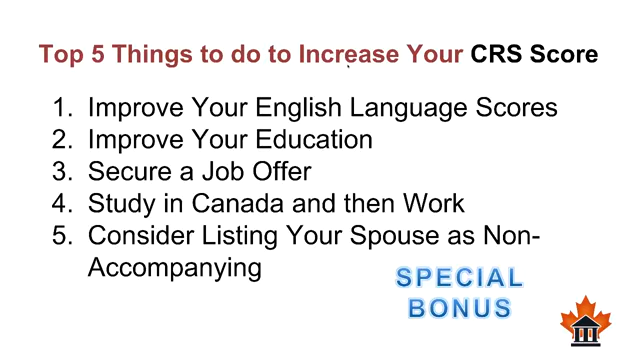 Top 5 Things to do to Increase Your CRS Score
1. Improve Your English Language Scores
2. Improve Your Education
3. Secure a Job Offer
4. Study in Canada and then Work
5. Consider Listing Your Spouse as Non-
Accompanying
SPECIAL
BONUS